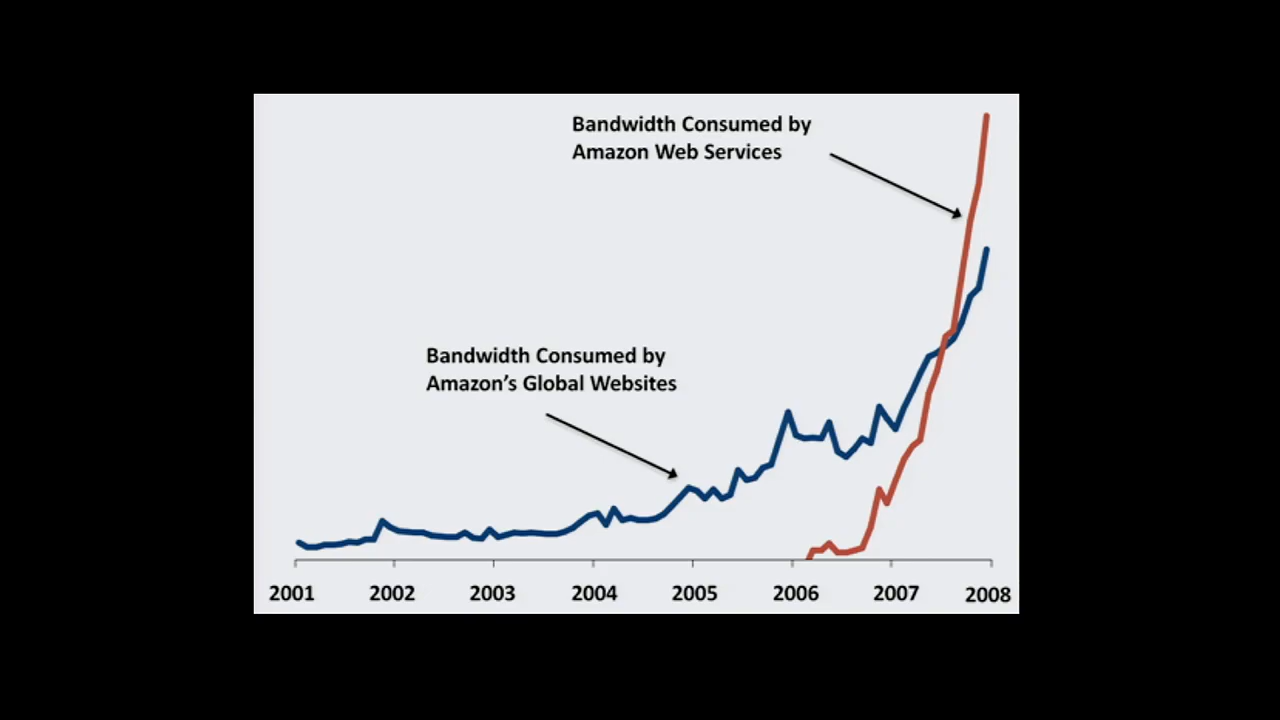 Bandwidth Consumed by
Amazon Web Services
Bandwidth Consumed by
Amazon’s Global Websites
2001 2002 2003 2004 2005 2006 2007 2008